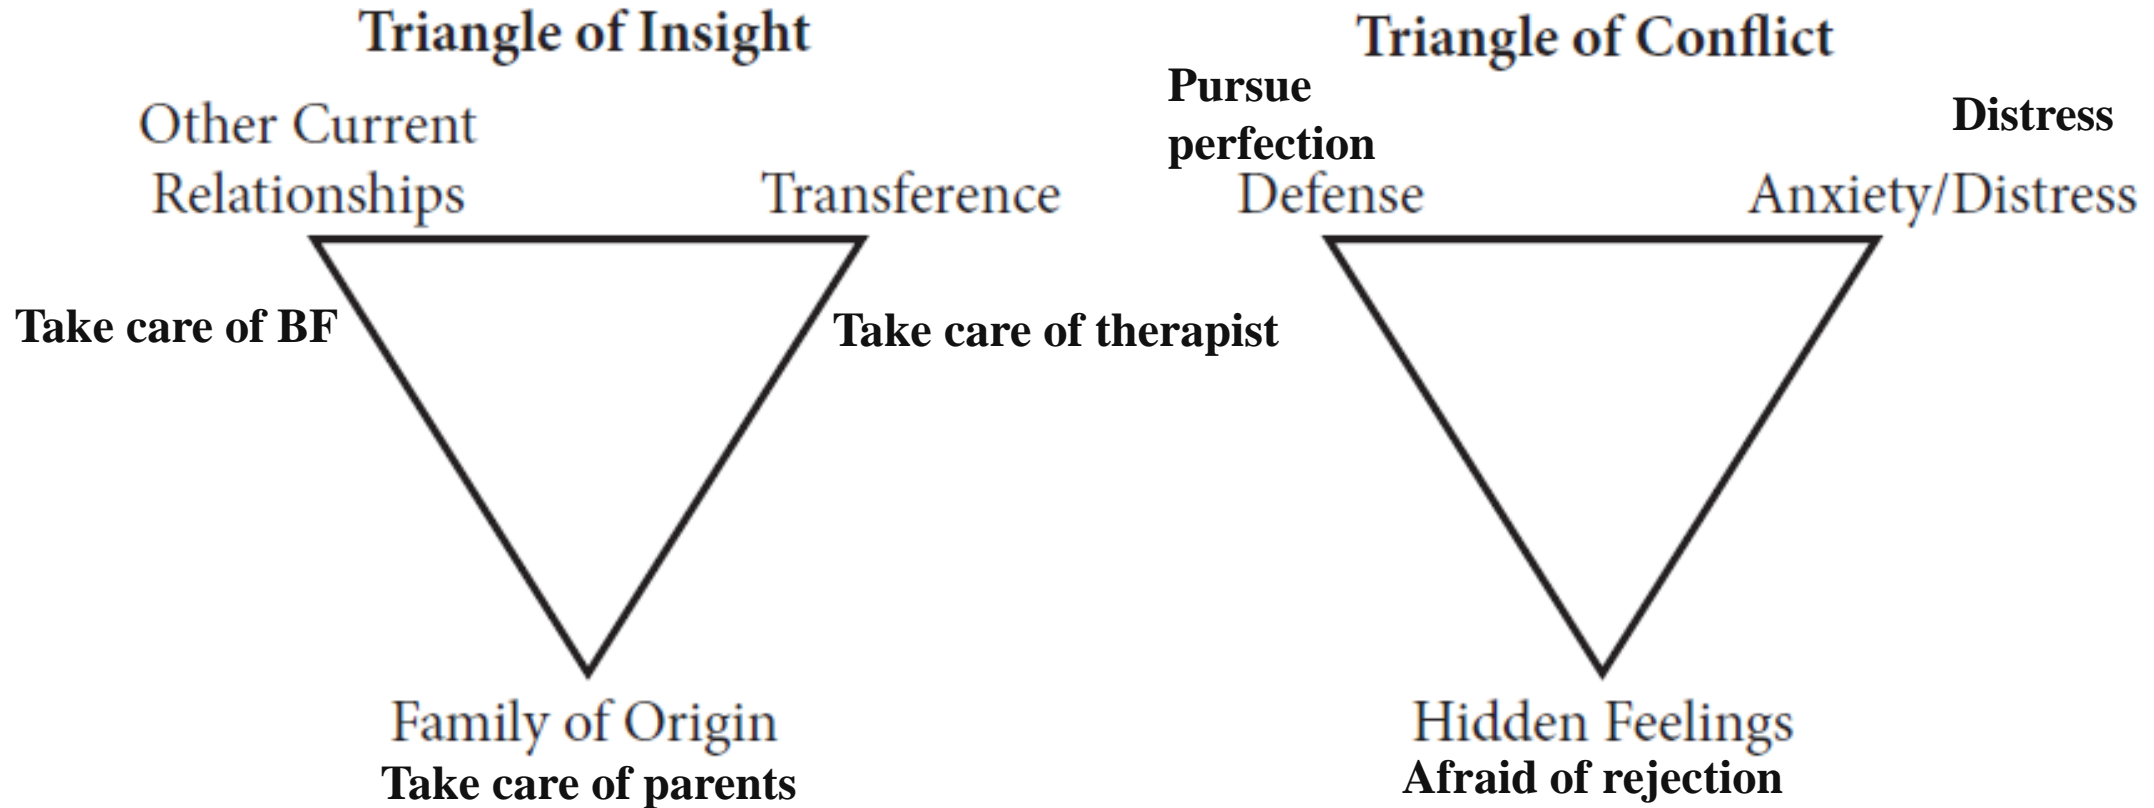 Triangle of Insight
Other Current
Relationships
Transference
Take care of BF
Take care of therapist
Family of Origin
Take care of parents
Triangle of Conflict
Pursue
perfection
Defense
Distress
Anxiety/Distress
Hidden Feelings
Afraid of rejection